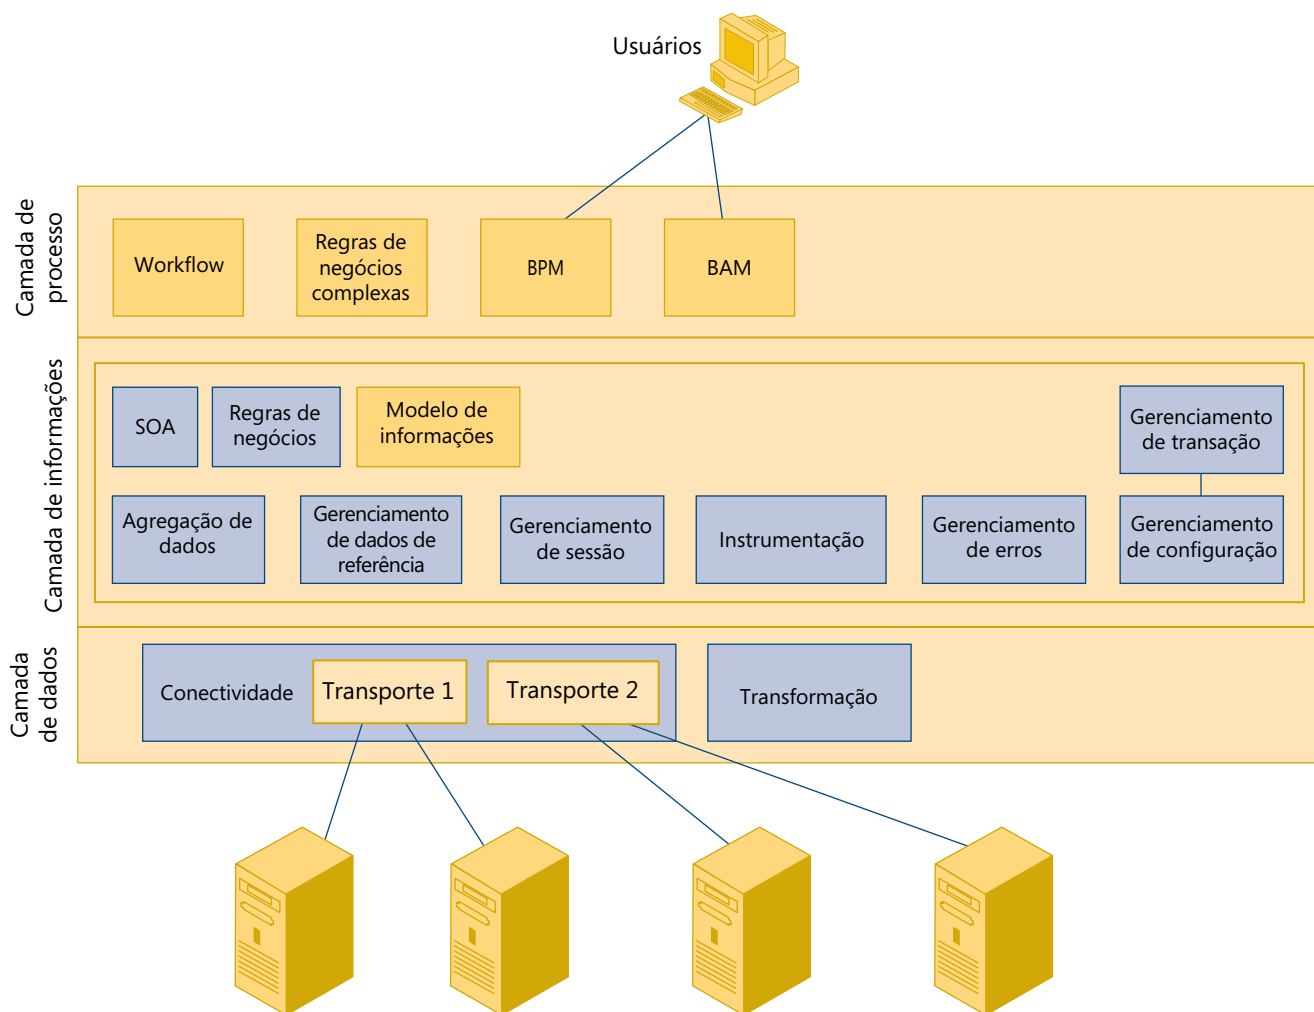 Usuários
Camada de
processo
Workflow
Regras de
negócios
complexas
BPM
BAM
Camada de informações
SOA
Regras de
negócios
Modelo de
informações
Gerenciamento
de transação
Agregação de
dados
Gerenciamento
de dados de
referência
Gerenciamento
de sessão
Instrumentação
Gerenciamento
de erros
Gerenciamento
de configuração
Camada
de dados
Conectividade
Transporte 1
Transporte 2
Transformação